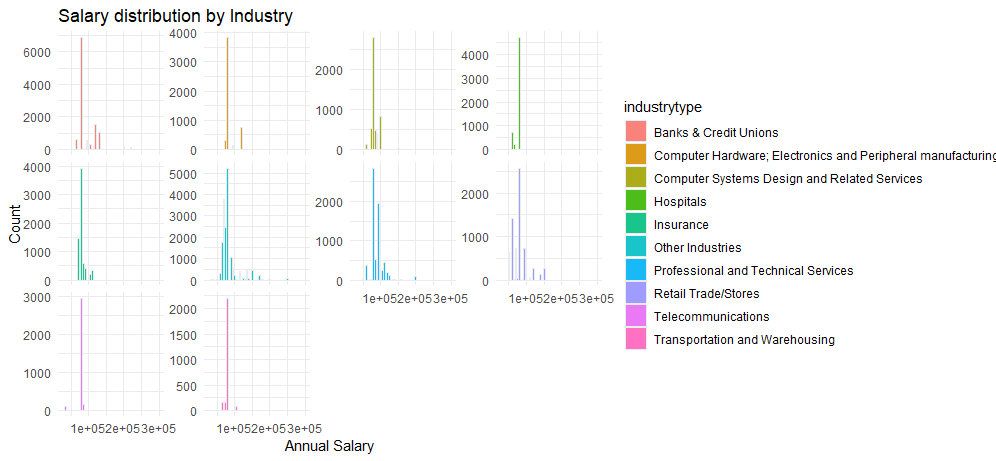 Salary distribution by Industry
6000
4000
2000
0
4000
3000
2000
1000
0
2000
1000
0
4000
3000
2000
1000
0
4000
3000
2000
1000
0
5000
4000
3000
2000
1000
0
2000
1000
0
2000
1000
0
3000
2000
1000
0
2000
1500
1000
500
0
1e+052e+053e+05
1e+052e+053e+05
1e+052e+053e+05
1e+052e+053e+05
Count
Annual Salary
industrytype
Banks & Credit Unions
Computer Hardware; Electronics and Peripheral manufacturing
Computer Systems Design and Related Services
Hospitals
Insurance
Other Industries
Professional and Technical Services
Retail Trade/Stores
Telecommunications
Transportation and Warehousing